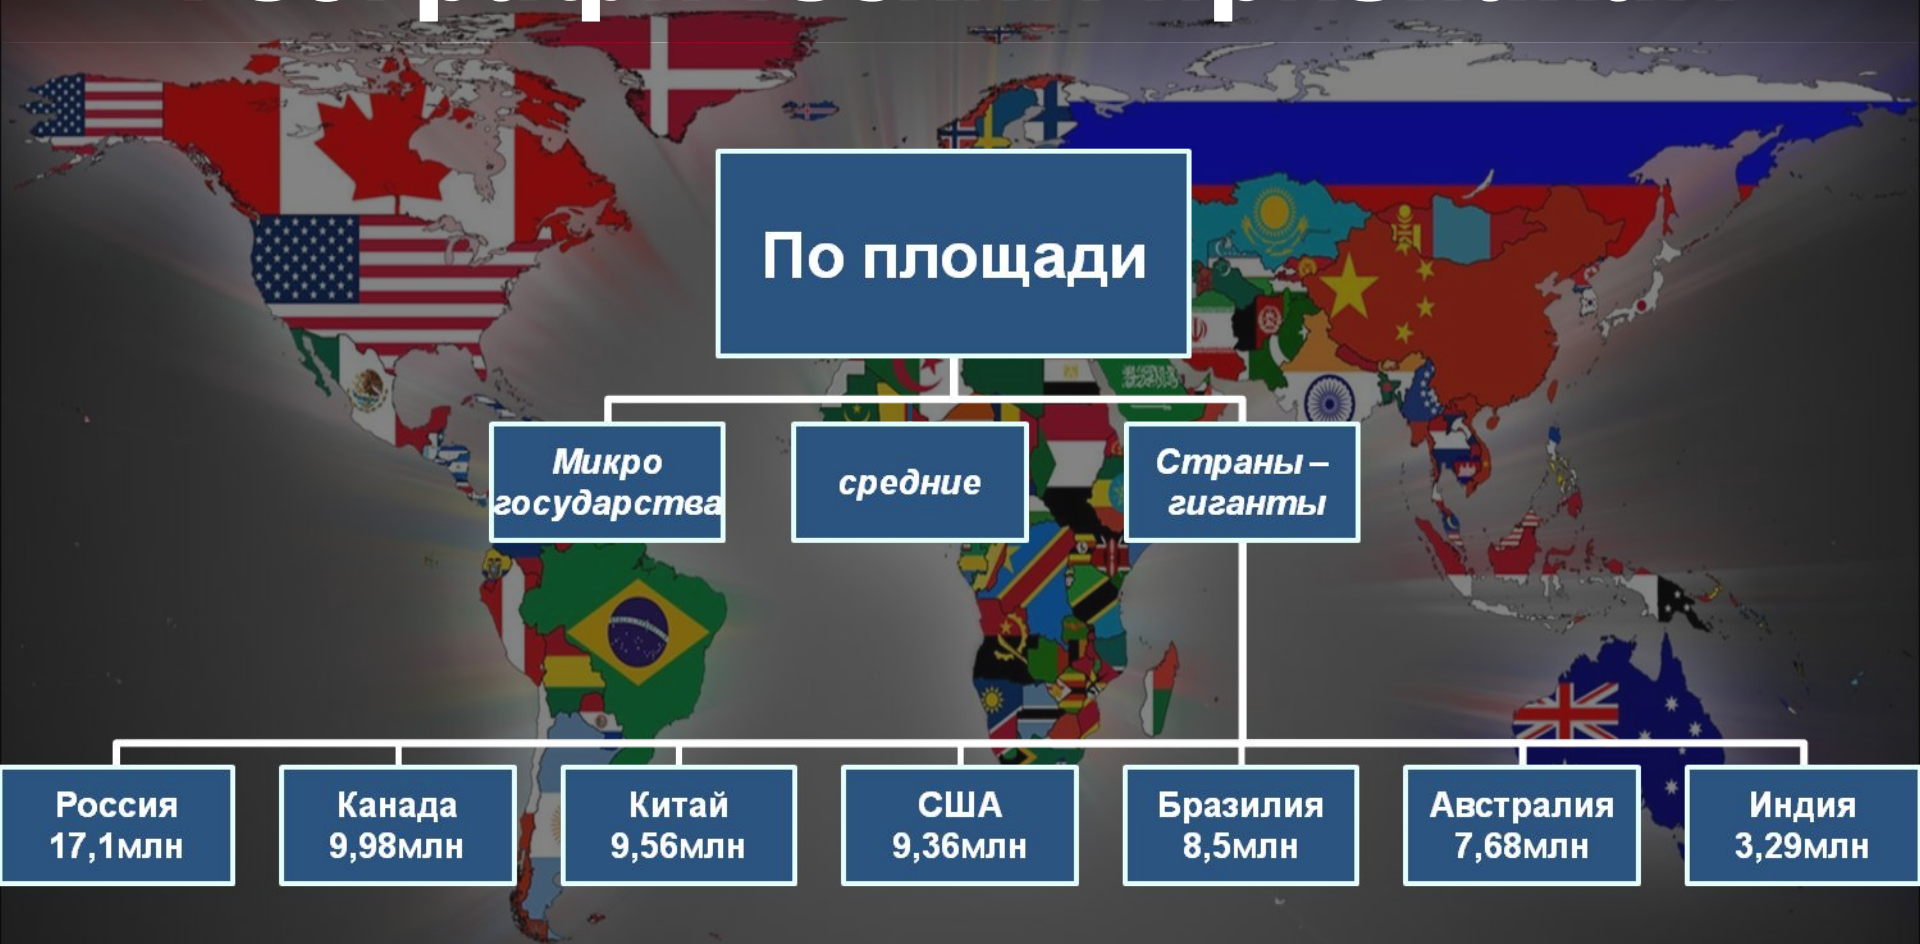 По площади
Микро
государства
средние
Страны –
гиганты
Россия
17,1млн
Канада
9,98млн
Китай
9,56млн
США
9,36млн
Бразилия
8,5млн
Австралия
7,68млн
Индия
3,29млн